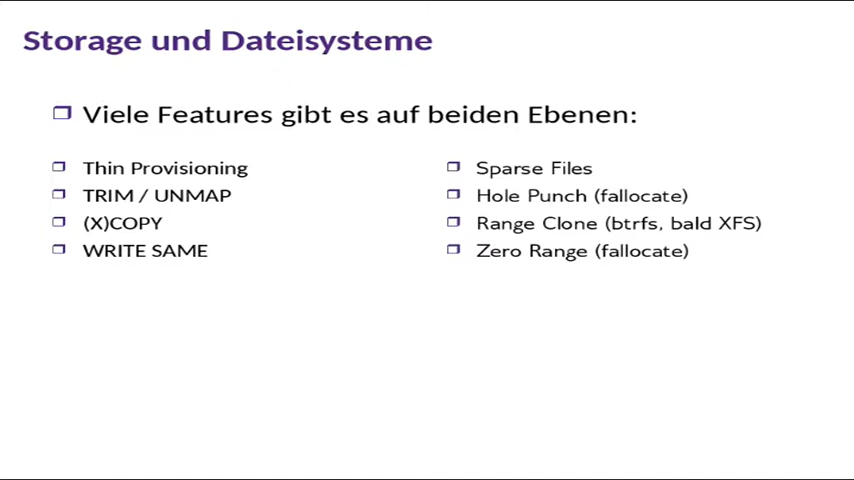 Storage und Dateisysteme
Viele Features gibt es auf beiden Ebenen:
Thin Provisioning
TRIM / UNMAP
(X)COPY
WRITE SAME
Sparse Files
Hole Punch (fallocate)
Range Clone (btrfs, bald XFS)
Zero Range (fallocate)